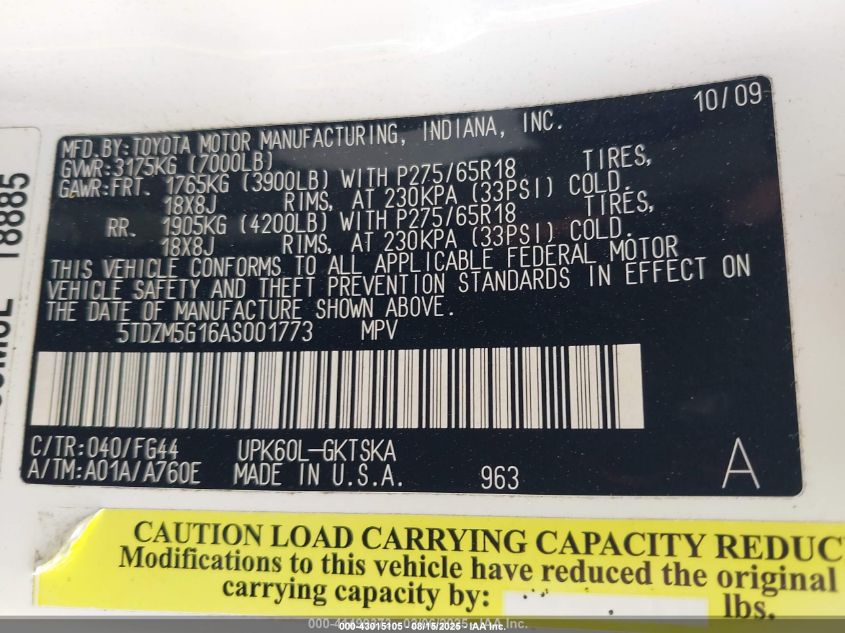 10/09
MFD.BY:TOYOTA MOTOR MANUFACTURING, INDIANA, INC.
GVWR:3175KG (7000LB)
GAWR:FRT. 1765KG (3900LB) WITH P275/65R18 TIRES,
18X8J RIMS, AT 230KPA (33PSI) COLD.
RR. 1905KG (4200LB) WITH P275/65R18 TIRES,
18X8J RIMS, AT 230KPA (33PSI) COLD.
THIS VEHICLE CONFORMS TO ALL APPLICABLE FEDERAL MOTOR
VEHICLE SAFETY AND THEFT PREVENTION STANDARDS IN EFFECT ON
THE DATE OF MANUFACTURE SHOWN ABOVE.
5TDZM5G16AS001773 MPV
C/TR:040/FG44 UPK60L-GKTSKA
A/TM:A01A/A760E MADE IN U.S.A. 963 A
18885
CAUTION LOAD CARRYING CAPACITY REDUC
Modifications to this vehicle have reduced the original
carrying capacity by: lbs.
43015105 08/15/2025 IAA Inc.